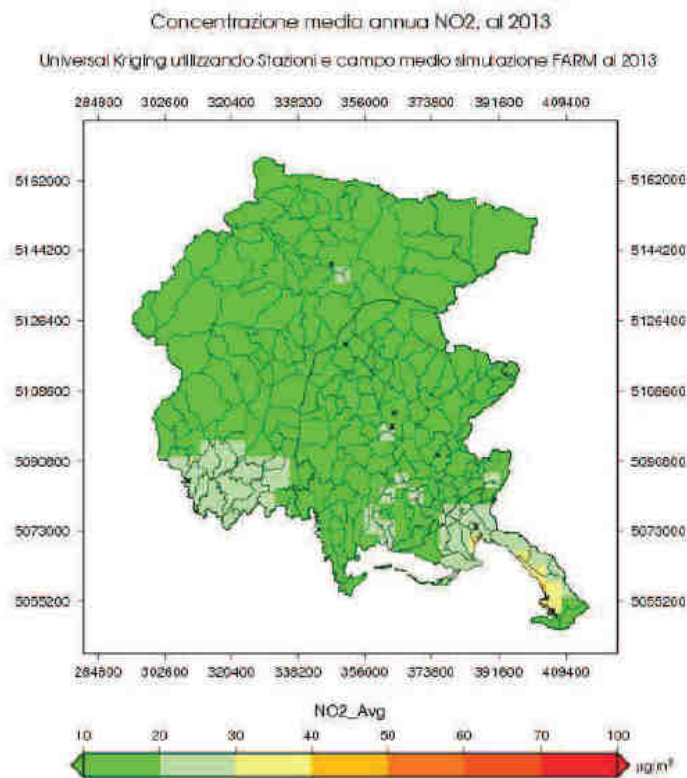 Concentrazione media annua NO2, al 2013
Universal Kriging utilizzando Stazioni e campo medio simulazione FARM al 2013
284800 302600 320400 338200 356000 373800 391600 409400
5162000 5162000
5144200 5144200
5126400 5126400
5108600 5108600
5090800 5090800
5073000 5073000
5055200 5055200
284800 302600 320400 338200 356000 373800 391600 409400
NO2_Avg
10 20 30 40 50 60 70 100
µg/m³